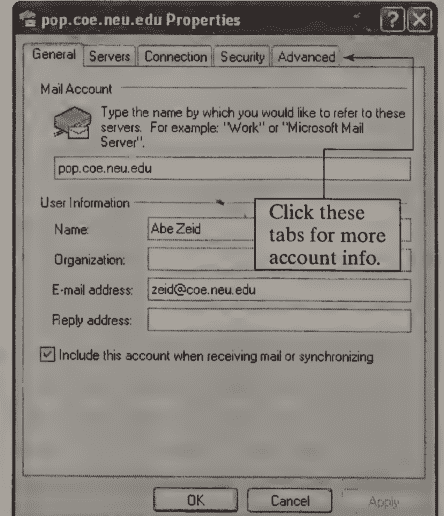 pop.coe.neu.edu Properties
General Servers Connection Security Advanced
Mail Account
Type the name by which you would like to refer to these
servers. For example: "Work" or "Microsoft Mail
Server".
pop.coe.neu.edu
User Information
Name: Abe Zeid
Organization:
E-mail address: zeid@coe.neu.edu
Reply address:
Click these
tabs for more
account info.
Include this account when receiving mail or synchronizing
OK Cancel Apply